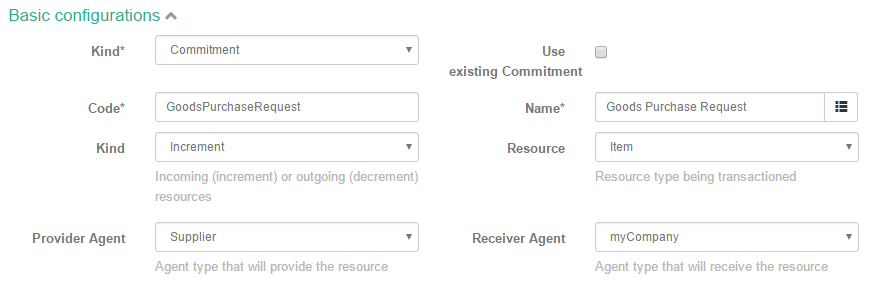 Basic configurations
Kind* Commitment Use
existing Commitment
Code* GoodsPurchaseRequest Name* Goods Purchase Request
Kind Increment Resource Item
Incoming (increment) or outgoing (decrement) Resource type being transactioned
resources
Provider Agent Supplier Receiver Agent myCompany
Agent type that will provide the resource Agent type that will receive the resource